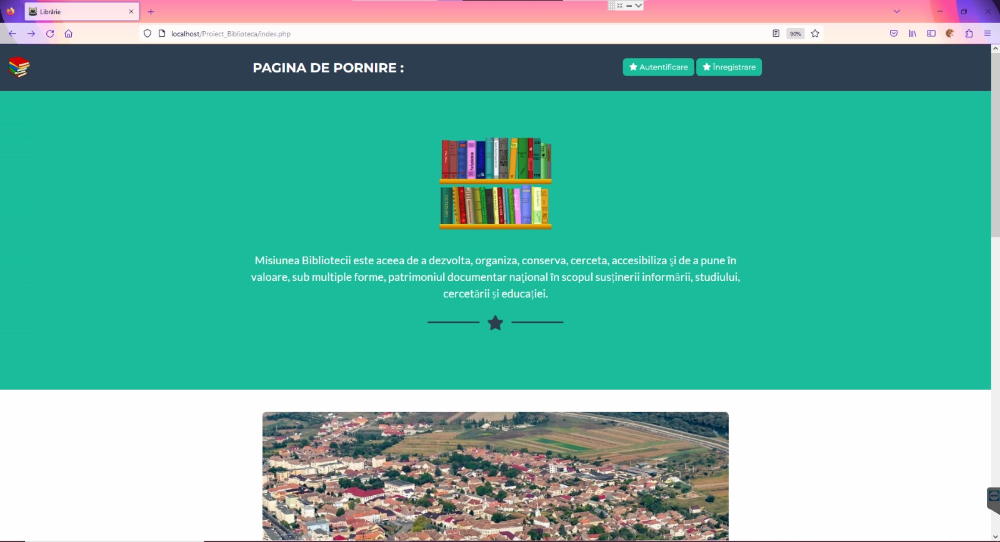 Librărie
localhost/Proiect_Biblioteca/index.php
90%
PAGINA DE PORNIRE :
Autentificare
Înregistrare
DICTIONARY
Misiunea Bibliotecii este aceea de a dezvolta, organiza, conserva, cerceta, accesibiliza şi de a pune în
valoare, sub multiple forme, patrimoniul documentar naţional în scopul susținerii informării, studiului,
cercetării și educației.